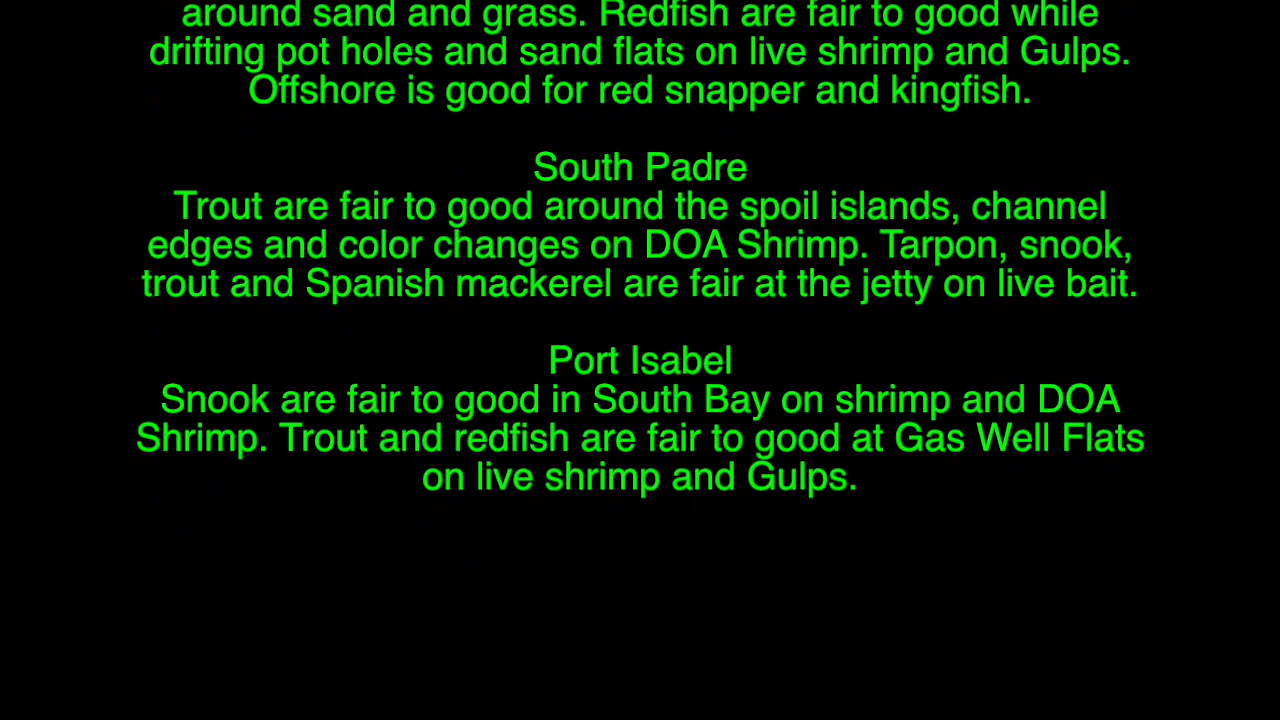 around sand and grass. Redfish are fair to good while
drifting pot holes and sand flats on live shrimp and Gulps.
Offshore is good for red snapper and kingfish.
South Padre
Trout are fair to good around the spoil islands, channel
edges and color changes on DOA Shrimp. Tarpon, snook,
trout and Spanish mackerel are fair at the jetty on live bait.
Port Isabel
Snook are fair to good in South Bay on shrimp and DOA
Shrimp. Trout and redfish are fair to good at Gas Well Flats
on live shrimp and Gulps.